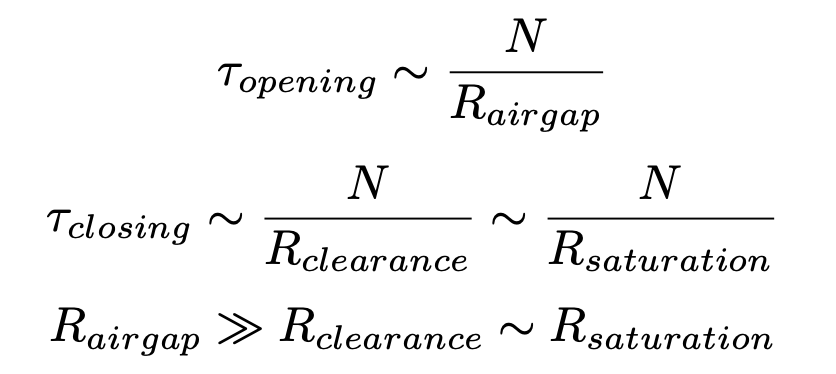 τ_opening ~ N / R_airgap
τ_closing ~ N / R_clearance ~ N / R_saturation
R_airgap ≫ R_clearance ~ R_saturation